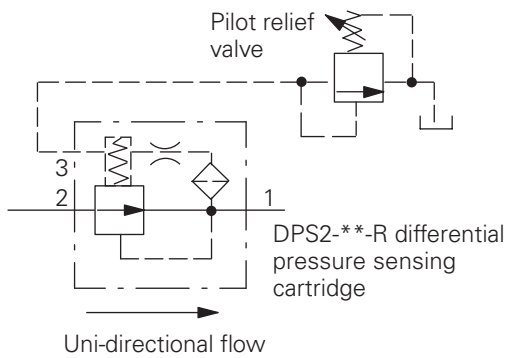 Pilot relief
valve
3
2
1
DPS2-**-R differential
pressure sensing
cartridge
Uni-directional flow